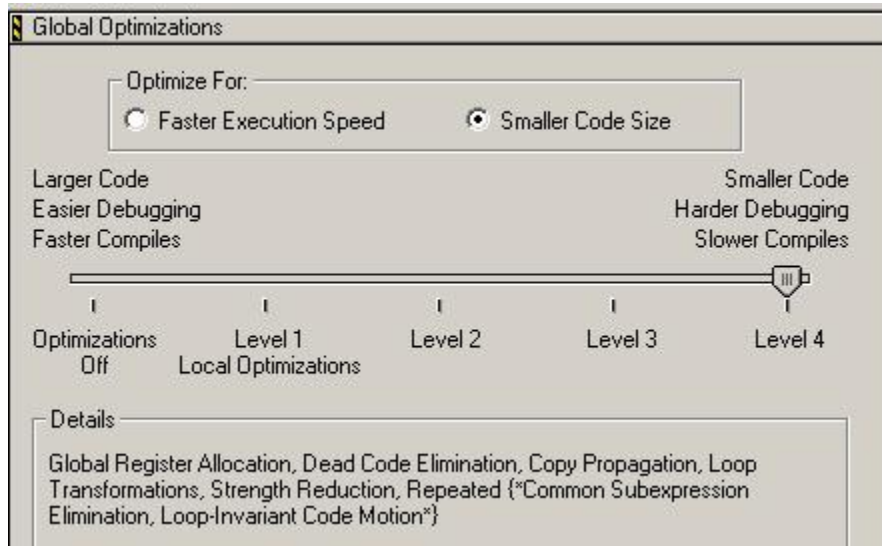 Global Optimizations
Optimize For:
Faster Execution Speed
Smaller Code Size
Larger Code
Easier Debugging
Faster Compiles
Smaller Code
Harder Debugging
Slower Compiles
Optimizations Off
Level 1
Local Optimizations
Level 2
Level 3
Level 4
Details
Global Register Allocation, Dead Code Elimination, Copy Propagation, Loop
Transformations, Strength Reduction, Repeated {*Common Subexpression
Elimination, Loop-Invariant Code Motion*}